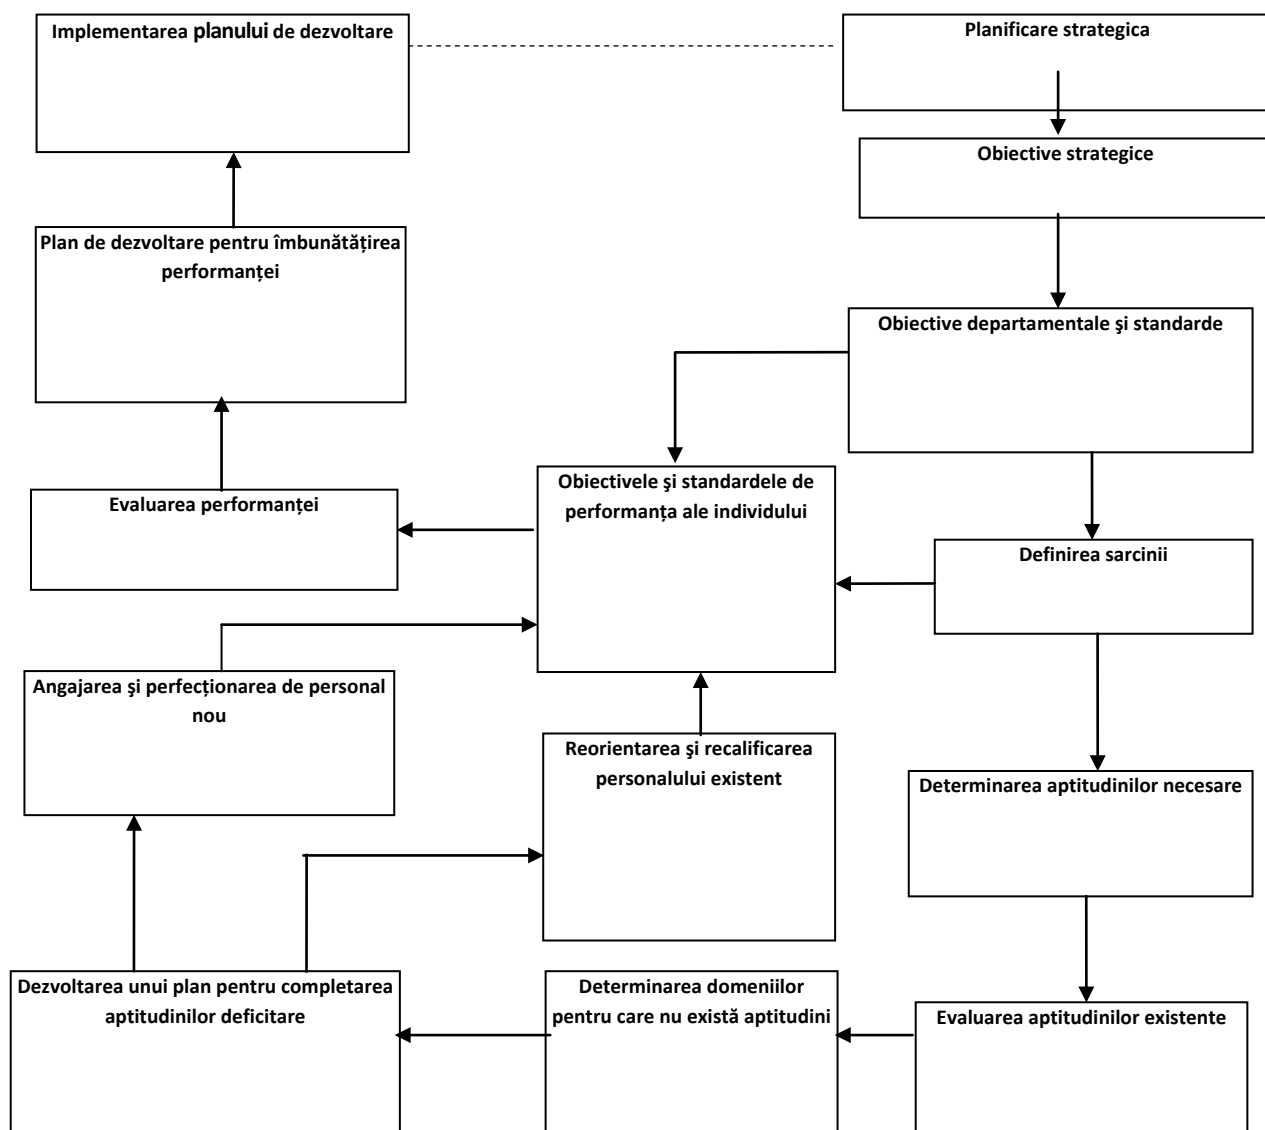 Implementarea planului de dezvoltare
Planificare strategica
Obiective strategice
Plan de dezvoltare pentru îmbunătățirea
performanței
Obiective departamentale şi standarde
Obiectivele şi standardele de
performanța ale individului
Evaluarea performanței
Definirea sarcinii
Angajarea şi perfecționarea de personal
nou
Reorientarea şi recalificarea
personalului existent
Determinarea aptitudinilor necesare
Dezvoltarea unui plan pentru completarea
aptitudinilor deficitare
Determinarea domeniilor
pentru care nu există aptitudini
Evaluarea aptitudinilor existente